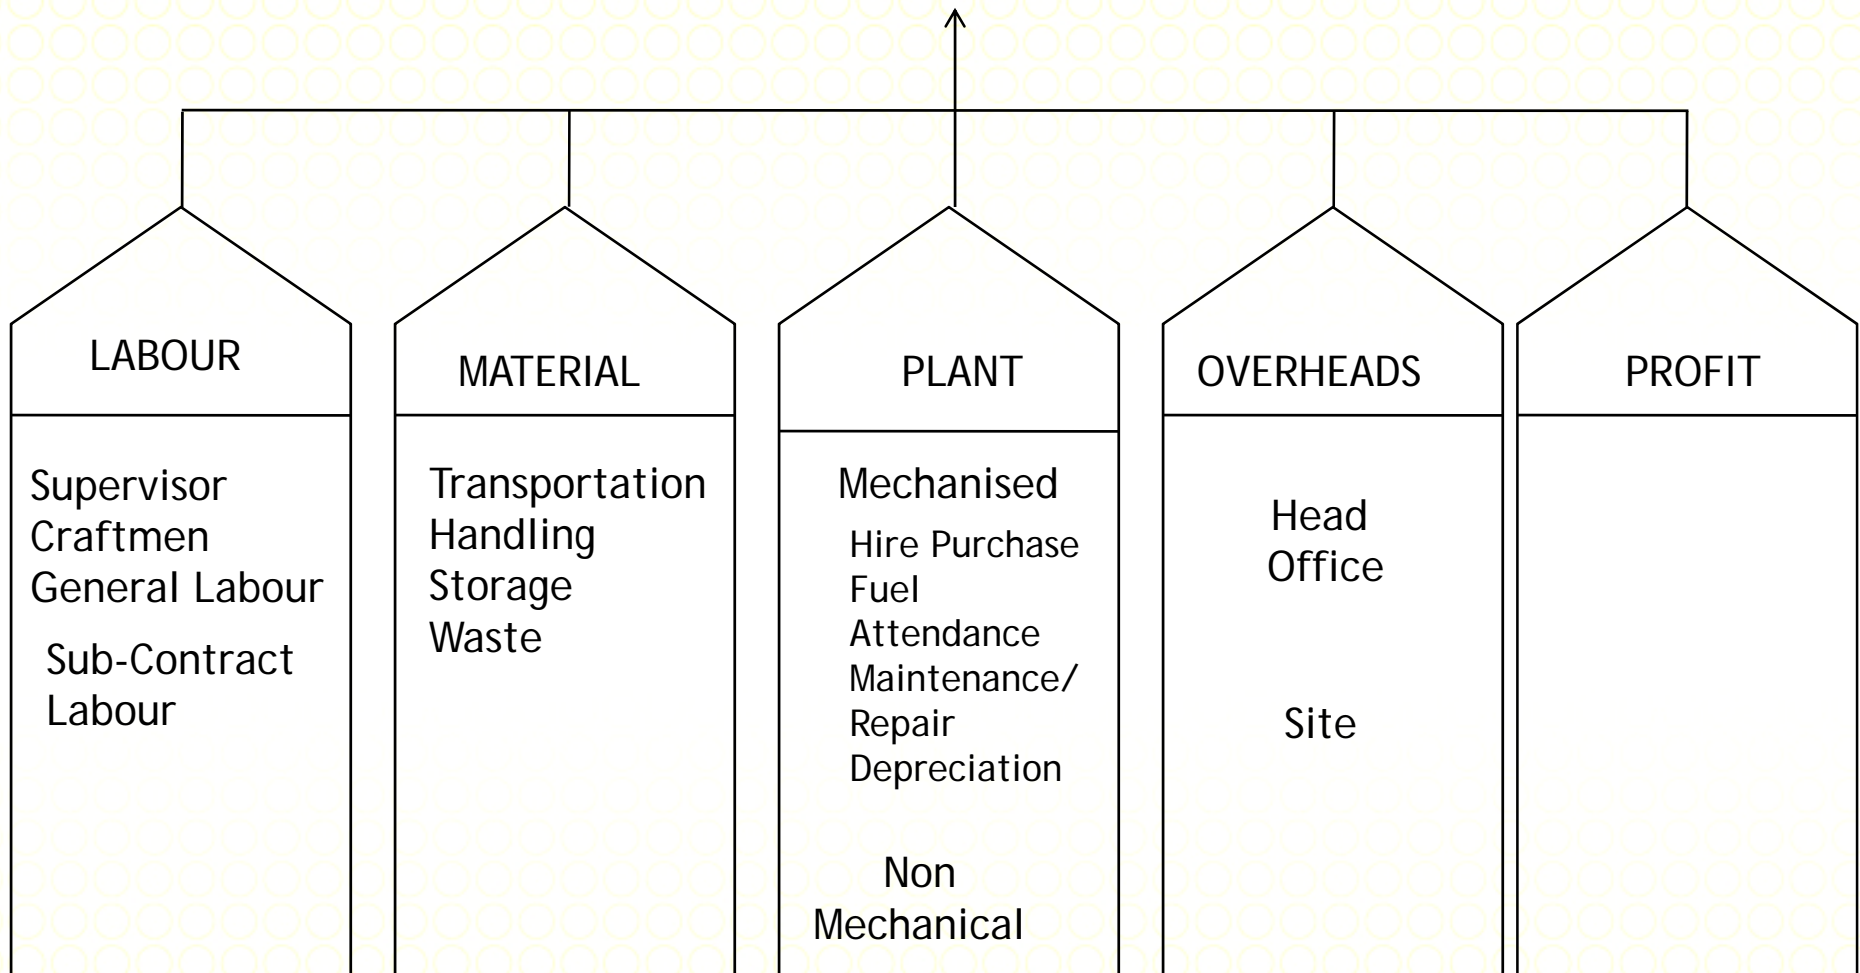 LABOUR
Supervisor
Craftmen
General Labour
Sub-Contract
Labour
MATERIAL
Transportation
Handling
Storage
Waste
PLANT
Mechanised
Hire Purchase
Fuel
Attendance
Maintenance/
Repair
Depreciation
Non
Mechanical
OVERHEADS
Head
Office
Site
PROFIT